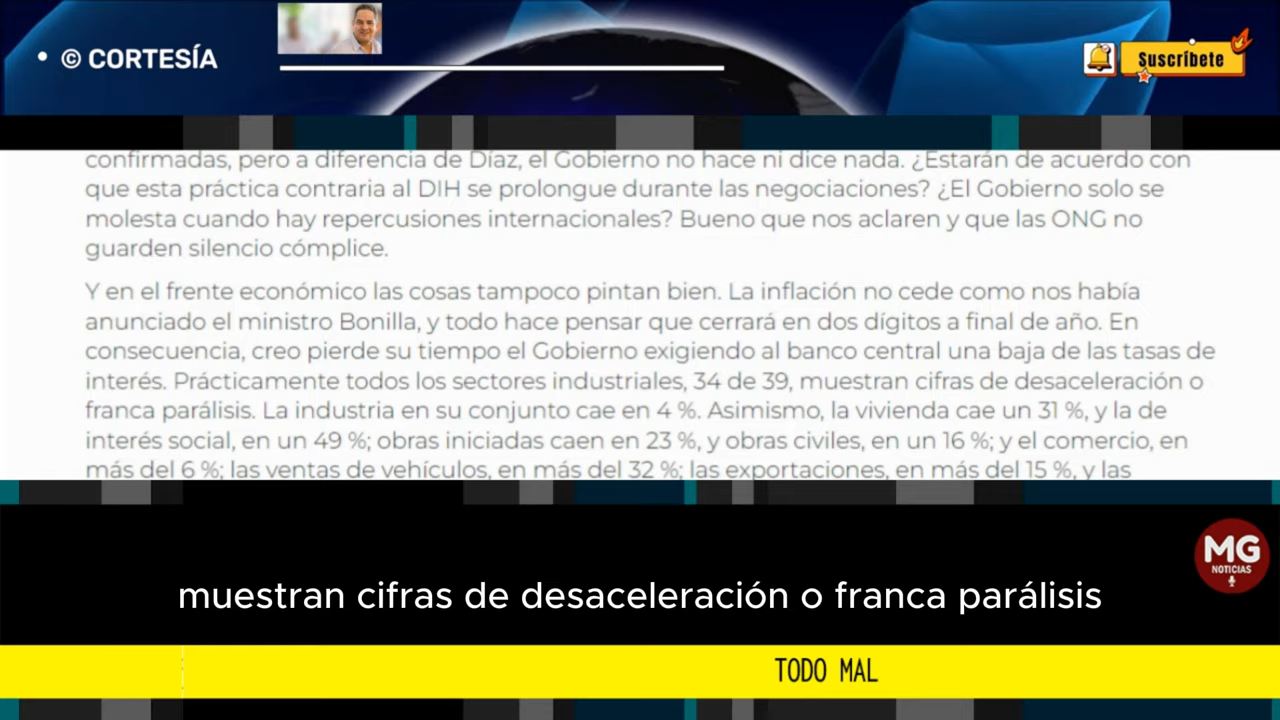 • © CORTESÍA
Suscríbete
confirmadas, pero a diferencia de Díaz, el Gobierno no hace ni dice nada. ¿Estarán de acuerdo con
que esta práctica contraria al DIH se prolongue durante las negociaciones? ¿El Gobierno solo se
molesta cuando hay repercusiones internacionales? Bueno que nos aclaren y que las ONG no
guarden silencio cómplice.
Y en el frente económico las cosas tampoco pintan bien. La inflación no cede como nos había
anunciado el ministro Bonilla, y todo hace pensar que cerrará en dos dígitos a final de año. En
consecuencia, creo pierde su tiempo el Gobierno exigiendo al banco central una baja de las tasas de
interés. Prácticamente todos los sectores industriales, 34 de 39, muestran cifras de desaceleración o
franca parálisis. La industria en su conjunto cae en 4 %. Asimismo, la vivienda cae un 31 %, y la de
interés social, en un 49 %; obras iniciadas caen en 23 %, y obras civiles, en un 16 %; y el comercio, en
más del 6 %; las ventas de vehículos, en más del 32 %; las exportaciones, en más del 15 %, y las
MG
NOTICIAS
muestran cifras de desaceleración o franca parálisis
TODO MAL